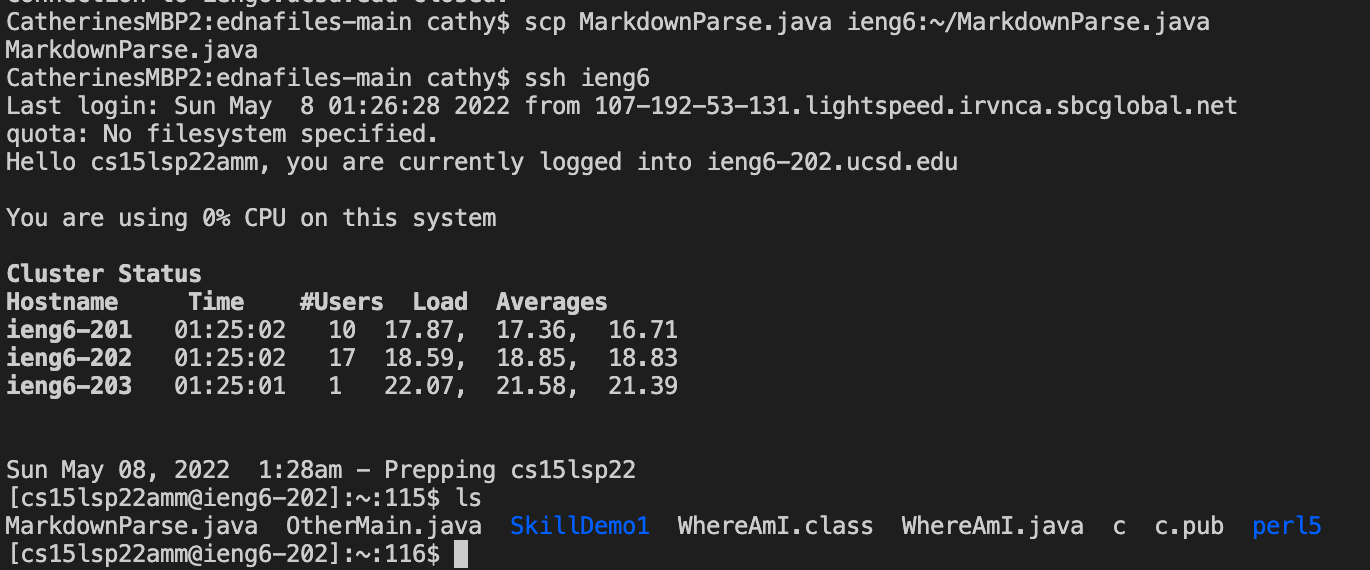 Connection to ieng6.ucsd.edu closed.
CatherinesMBP2:ednafiles-main cathy$ scp MarkdownParse.java ieng6:~/MarkdownParse.java
MarkdownParse.java
CatherinesMBP2:ednafiles-main cathy$ ssh ieng6
Last login: Sun May  8 01:26:28 2022 from 107-192-53-131.lightspeed.irvnca.sbcglobal.net
quota: No filesystem specified.
Hello cs15lsp22amm, you are currently logged into ieng6-202.ucsd.edu
You are using 0% CPU on this system
Cluster Status
Hostname     Time    #Users  Load  Averages
ieng6-201   01:25:02   10  17.87,  17.36,  16.71
ieng6-202   01:25:02   17  18.59,  18.85,  18.83
ieng6-203   01:25:01   1   22.07,  21.58,  21.39
Sun May 08, 2022  1:28am - Prepping cs15lsp22
[cs15lsp22amm@ieng6-202]:~:115$ ls
MarkdownParse.java  OtherMain.java  SkillDemo1  WhereAmI.class  WhereAmI.java  c  c.pub  perl5
[cs15lsp22amm@ieng6-202]:~:116$